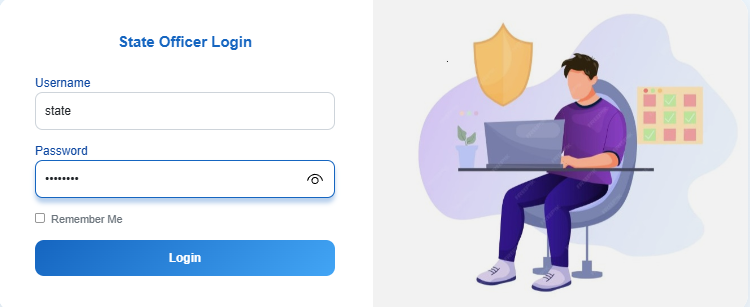 State Officer Login
Username
state
Password
••••••••
Remember Me
Login